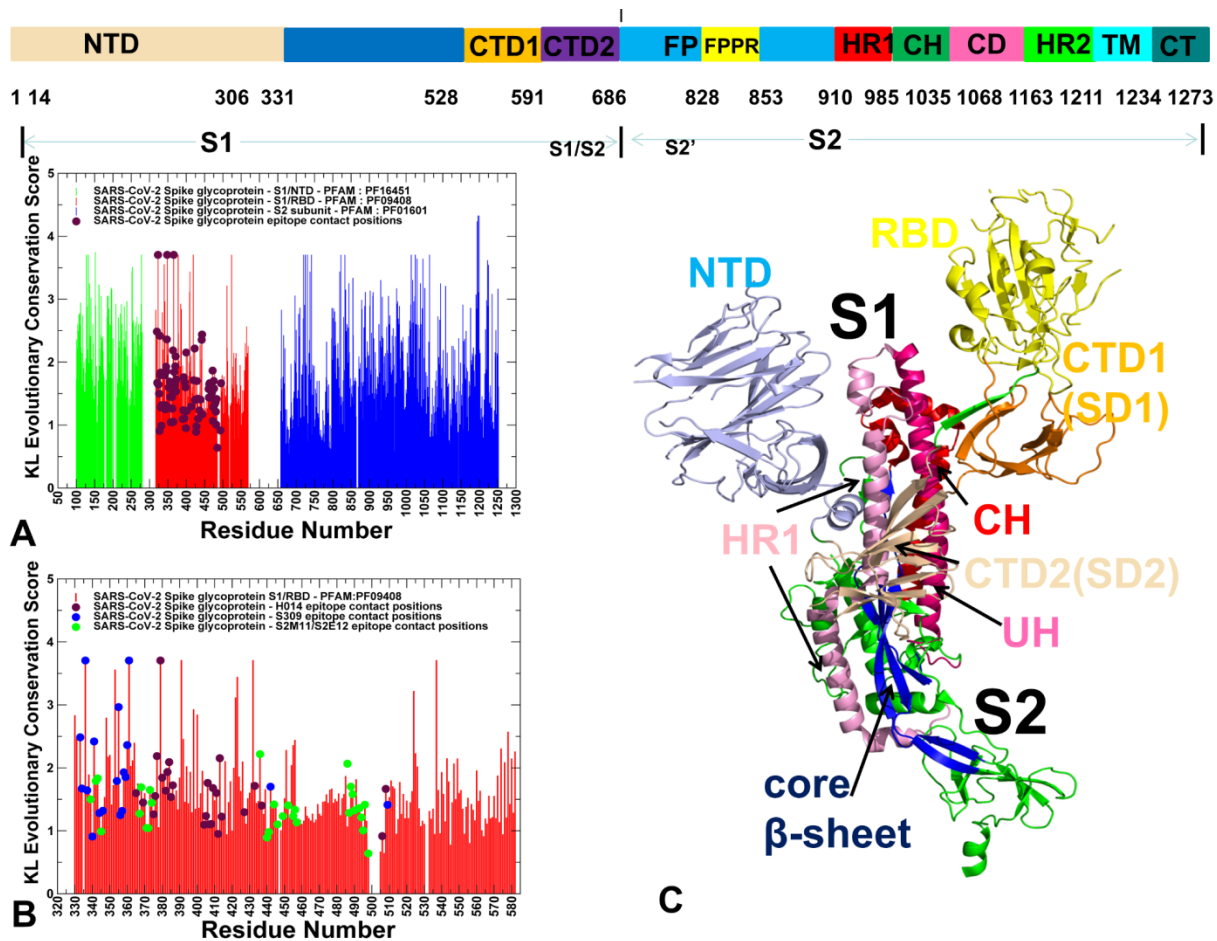 NTD CTD1 CTD2 FP FPPR HR1 CH CD HR2 TM CT
1 14 306 331 528 591 686 828 853 910 985 1035 1068 1163 1211 1234 1273
S1 S1/S2 S2’ S2
KL Evolutionary Conservation Score
5
4
3
2
1
0
SARS-CoV-2 Spike glycoprotein - S1/NTD - PFAM : PF16451
SARS-CoV-2 Spike glycoprotein - S1/RBD - PFAM: PF09408
SARS-CoV-2 Spike glycoprotein - S2 subunit - PFAM: PF01601
SARS-CoV-2 Spike glycoprotein epitope contact positions
50 100 150 200 250 300 350 400 450 500 550 600 650 700 750 800 850 900 950 1000 1050 1100 1150 1200 1250 1300
Residue Number
A
KL Evolutionary Conservation Score
5
4
3
2
1
0
SARS-CoV-2 Spike glycoprotein S1/RBD - PFAM:PF09408
SARS-CoV-2 Spike glycoprotein - H014 epitope contact positions
SARS-CoV-2 Spike glycoprotein - S309 epitope contact positions
SARS-CoV-2 Spike glycoprotein - S2M11/S2E12 epitope contact positions
320 330 340 350 360 370 380 390 400 410 420 430 440 450 460 470 480 490 500 510 520 530 540 550 560 570 580
Residue Number
B
RBD
NTD
S1
CTD1
(SD1)
CH
HR1
CTD2(SD2)
UH
S2
core
β-sheet
C